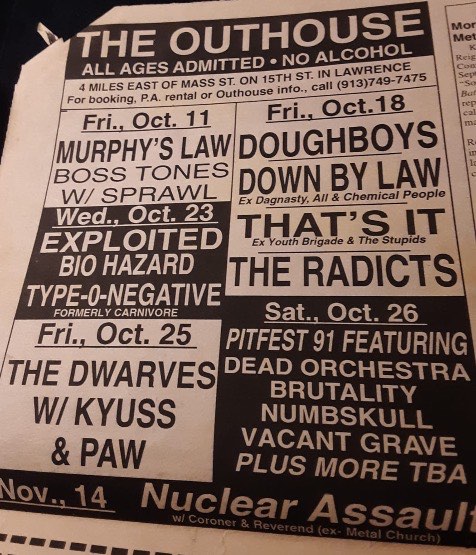 THE OUTHOUSE
ALL AGES ADMITTED • NO ALCOHOL
4 MILES EAST OF MASS ST. ON 15TH ST. IN LAWRENCE
For booking, P.A. rental or Outhouse info., call (913)749-7475
Fri., Oct. 11
MURPHY'S LAW
BOSS TONES
W/ SPRAWL
Wed., Oct. 23
EXPLOITED
BIO HAZARD
TYPE-O-NEGATIVE
FORMERLY CARNIVORE
Fri., Oct. 25
THE DWARVES
W/ KYUSS
& PAW
Fri., Oct.18
DOUGHBOYS
DOWN BY LAW
Ex Dagnasty, All & Chemical People
THAT'S IT
Ex Youth Brigade & The Stupids
THE RADICTS
Sat., Oct. 26
PITFEST 91 FEATURING
DEAD ORCHESTRA
BRUTALITY
NUMBSKULL
VACANT GRAVE
PLUS MORE TBA
Nov., 14 Nuclear Assault
w/ Coroner & Reverend (ex- Metal Church)